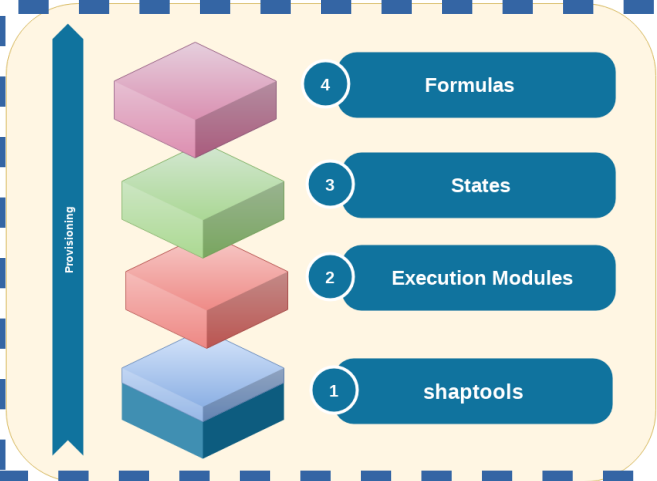 Provisioning
4
Formulas
3
States
2
Execution Modules
1
shaptools